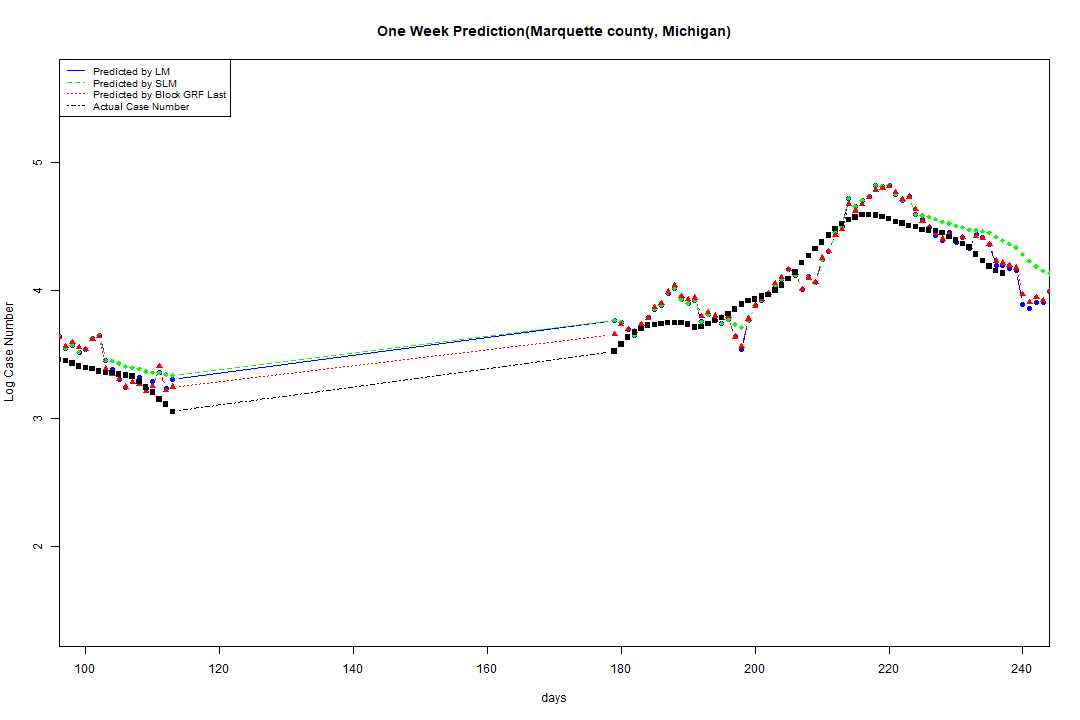 One Week Prediction(Marquette county, Michigan)
Predicted by LM
Predicted by SLM
Predicted by Block GRF Last
Actual Case Number
5
4
3
2
Log Case Number
100 120 140 160 180 200 220 240
days